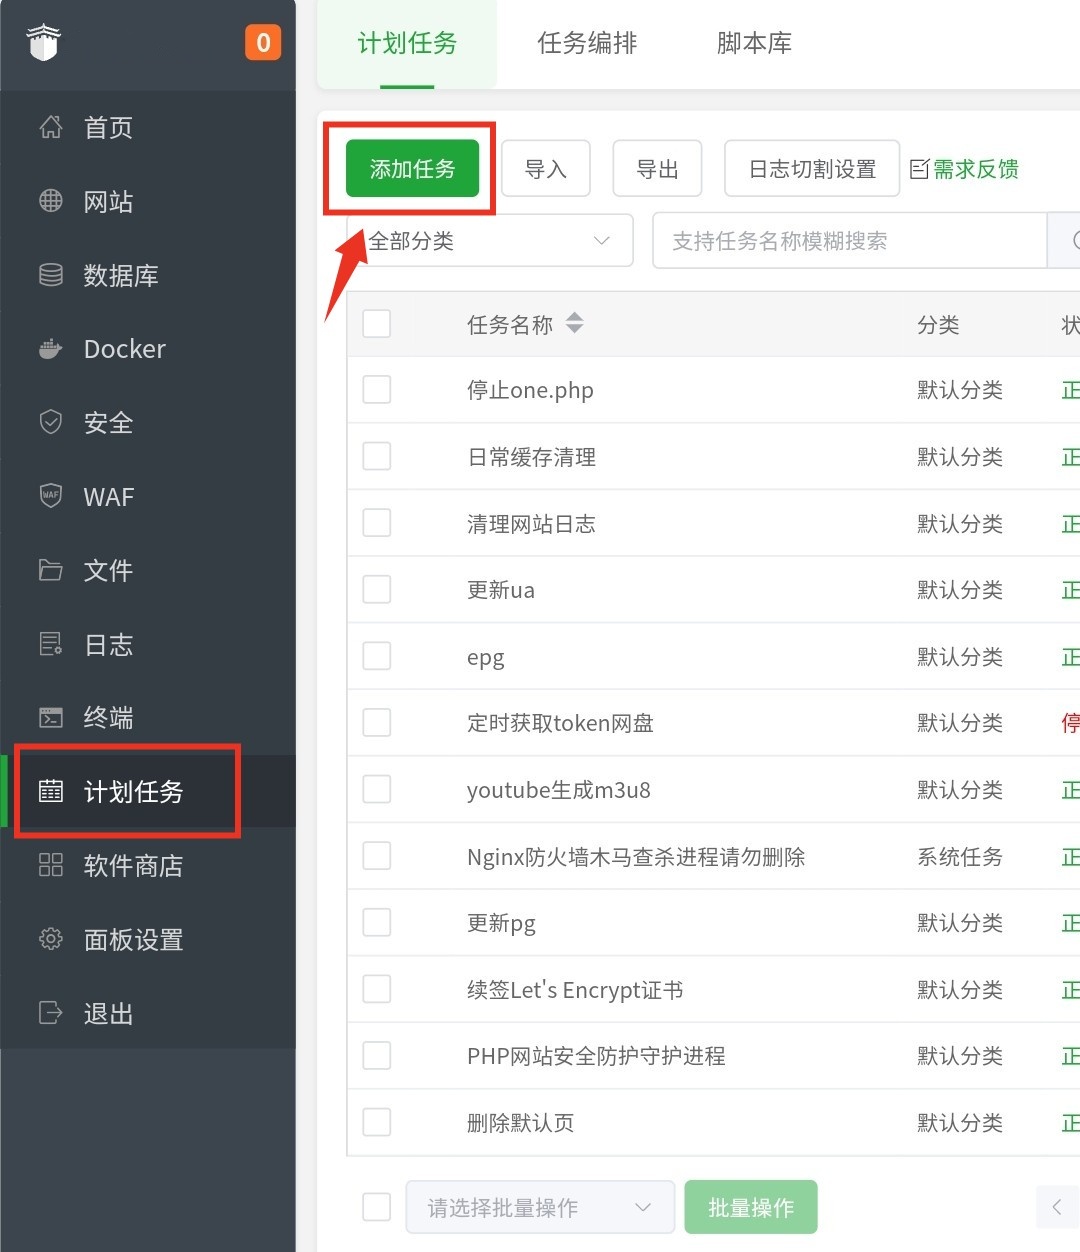 0
首页
网站
数据库
Docker
安全
WAF
WAF
文件
日志
终端
计划任务
软件商店
面板设置
退出
计划任务 任务编排 脚本库
添加任务 导入 导出 日志切割设置 需求反馈
全部分类 支持任务名称模糊搜索
任务名称 分类 状
停止one.php 默认分类 正
日常缓存清理 默认分类 正
清理网站日志 默认分类 正
更新ua 默认分类 正
epg 默认分类 正
定时获取token网盘 默认分类 停
youtube生成m3u8 默认分类 正
Nginx防火墙木马查杀进程请勿删除 系统任务 正
更新pg 默认分类 正
续签Let's Encrypt证书 默认分类 正
PHP网站安全防护守护进程 默认分类 正
删除默认页 默认分类 正
请选择批量操作 批量操作